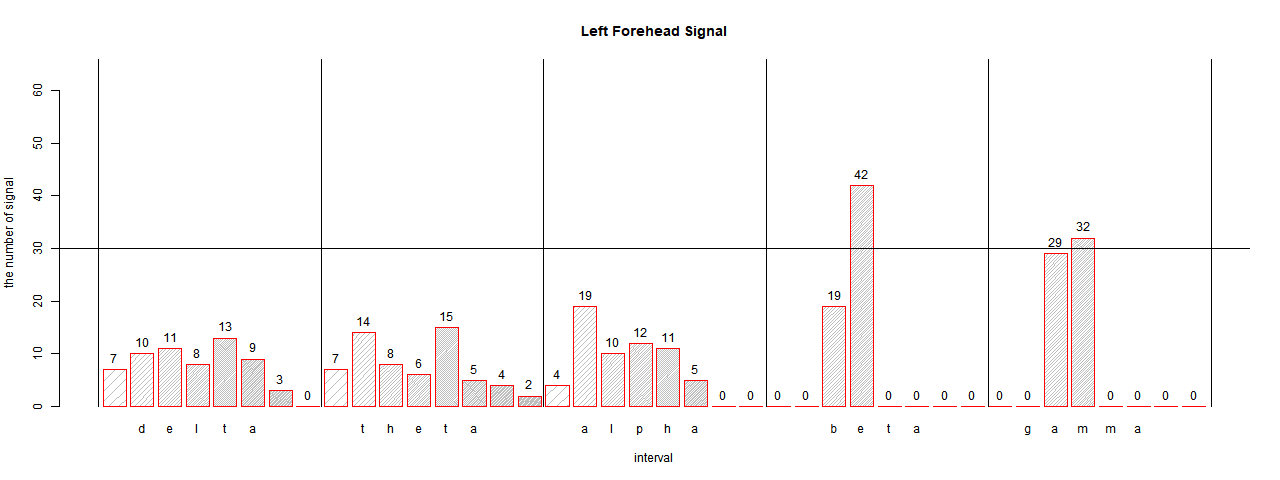 Left Forehead Signal
the number of signal
60
50
40
30
20
10
0
7 10 11 8 13 9 3 0 7 14 8 6 15 5 4 2 4 19 10 12 11 5 0 0 0 0 19 42 0 0 0 0 0 0 29 32 0 0 0 0
d e l t a t h e t a a l p h a b e t a g a m m a
interval